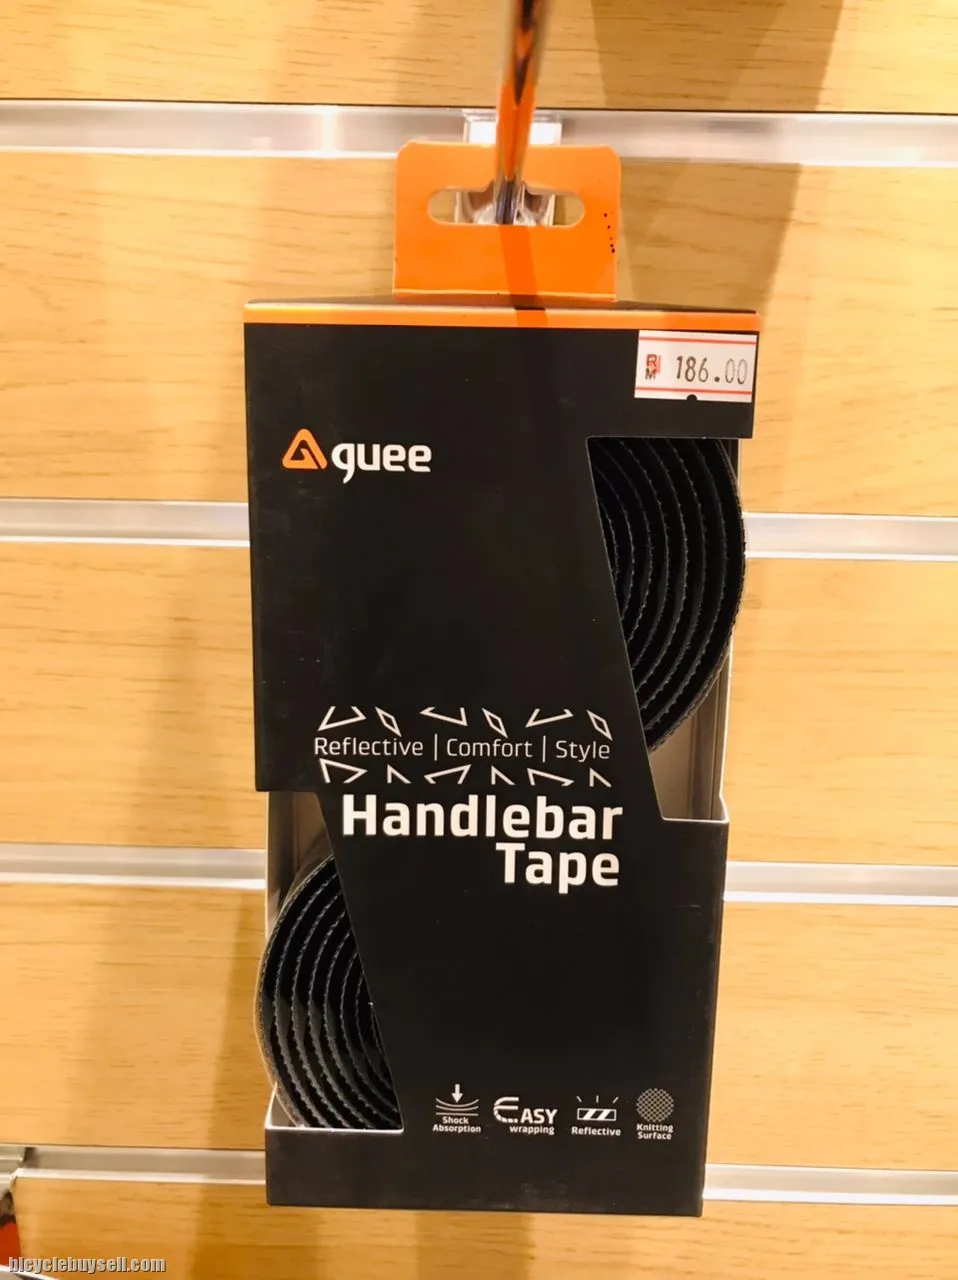 RM 186.00
guee
Reflective | Comfort | Style
Handlebar
Tape
Shock
Absorption
EASY
wrapping
Reflective
Knitting
Surface
bicyclebuysell.com